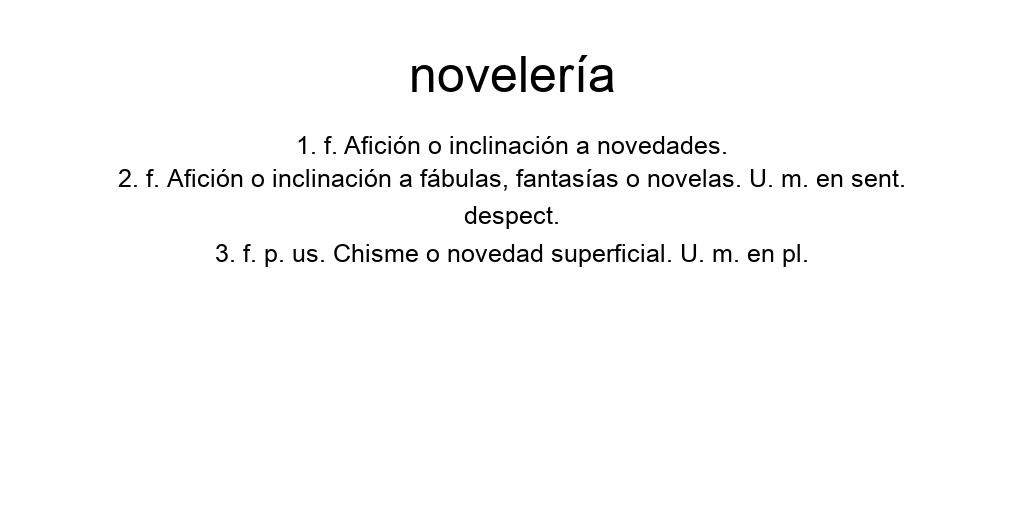 novelería
1. f. Afición o inclinación a novedades.
2. f. Afición o inclinación a fábulas, fantasías o novelas. U. m. en sent.
despect.
3. f. p. us. Chisme o novedad superficial. U. m. en pl.